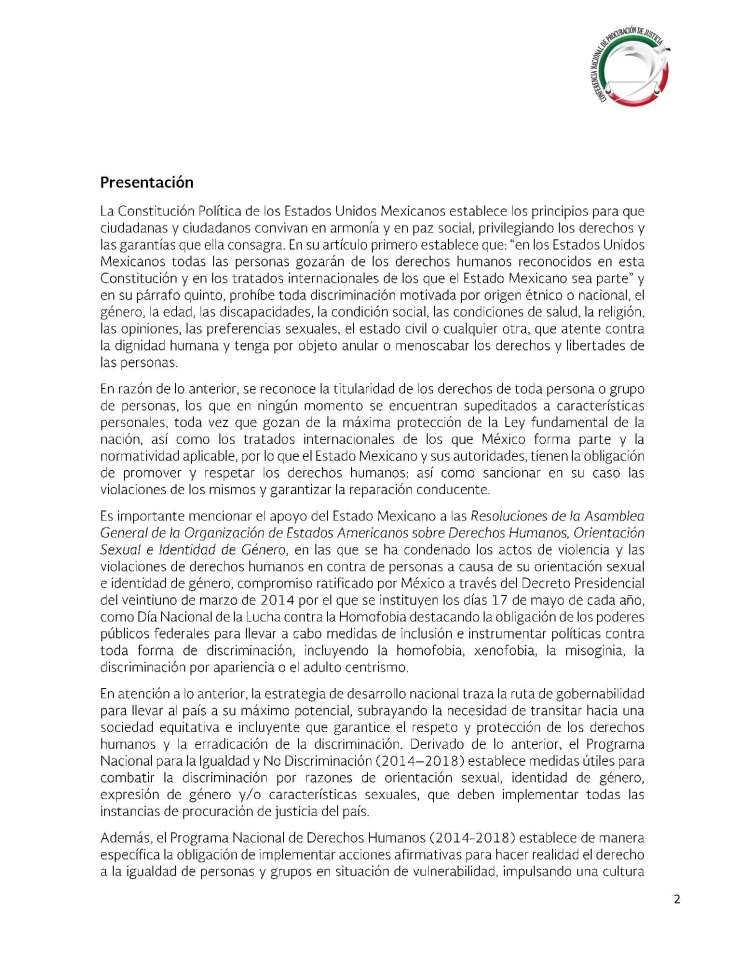 CONFERENCIA NACIONAL DE PROCURACIÓN DE JUSTICIA
Presentación
La Constitución Política de los Estados Unidos Mexicanos establece los principios para que
ciudadanas y ciudadanos convivan en armonía y en paz social, privilegiando los derechos y
las garantías que ella consagra. En su artículo primero establece que: "en los Estados Unidos
Mexicanos todas las personas gozarán de los derechos humanos reconocidos en esta
Constitución y en los tratados internacionales de los que el Estado Mexicano sea parte" y
en su párrafo quinto, prohíbe toda discriminación motivada por origen étnico o nacional, el
género, la edad, las discapacidades, la condición social, las condiciones de salud, la religión,
las opiniones, las preferencias sexuales, el estado civil o cualquier otra, que atente contra
la dignidad humana y tenga por objeto anular o menoscabar los derechos y libertades de
las personas.
En razón de lo anterior, se reconoce la titularidad de los derechos de toda persona o grupo
de personas, los que en ningún momento se encuentran supeditados a características
personales, toda vez que gozan de la máxima protección de la Ley fundamental de la
nación, así como los tratados internacionales de los que México forma parte y la
normatividad aplicable, por lo que el Estado Mexicano y sus autoridades, tienen la obligación
de promover y respetar los derechos humanos; así como sancionar en su caso las
violaciones de los mismos y garantizar la reparación conducente.
Es importante mencionar el apoyo del Estado Mexicano a las Resoluciones de la Asamblea
General de la Organización de Estados Americanos sobre Derechos Humanos, Orientación
Sexual e Identidad de Género, en las que se ha condenado los actos de violencia y las
violaciones de derechos humanos en contra de personas a causa de su orientación sexual
e identidad de género, compromiso ratificado por México a través del Decreto Presidencial
del veintiuno de marzo de 2014 por el que se instituyen los días 17 de mayo de cada año,
como Día Nacional de la Lucha contra la Homofobia destacando la obligación de los poderes
públicos federales para llevar a cabo medidas de inclusión e instrumentar políticas contra
toda forma de discriminación, incluyendo la homofobia, xenofobia, la misoginia, la
discriminación por apariencia o el adulto centrismo.
En atención a lo anterior, la estrategia de desarrollo nacional traza la ruta de gobernabilidad
para llevar al país a su máximo potencial, subrayando la necesidad de transitar hacia una
sociedad equitativa e incluyente que garantice el respeto y protección de los derechos
humanos y la erradicación de la discriminación. Derivado de lo anterior, el Programa
Nacional para la Igualdad y No Discriminación (2014–2018) establece medidas útiles para
combatir la discriminación por razones de orientación sexual, identidad de género,
expresión de género y/o características sexuales, que deben implementar todas las
instancias de procuración de justicia del país.
Además, el Programa Nacional de Derechos Humanos (2014-2018) establece de manera
específica la obligación de implementar acciones afirmativas para hacer realidad el derecho
a la igualdad de personas y grupos en situación de vulnerabilidad, impulsando una cultura
2